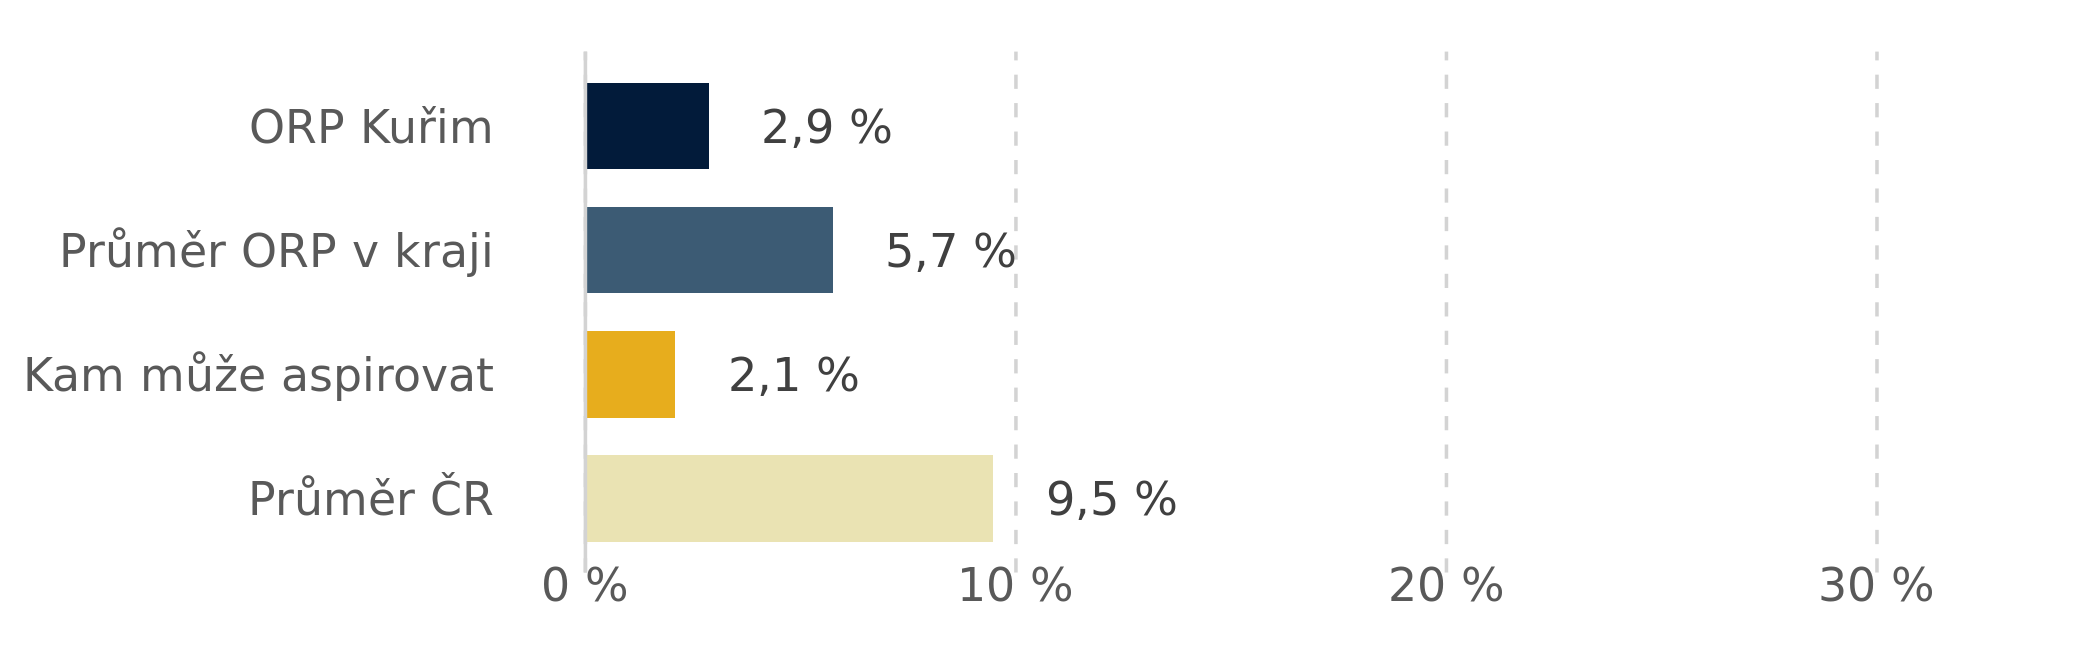 ORP Kuřim 2,9 %
Průměr ORP v kraji 5,7 %
Kam může aspirovat 2,1 %
Průměr ČR 9,5 %
0 % 10 % 20 % 30 %